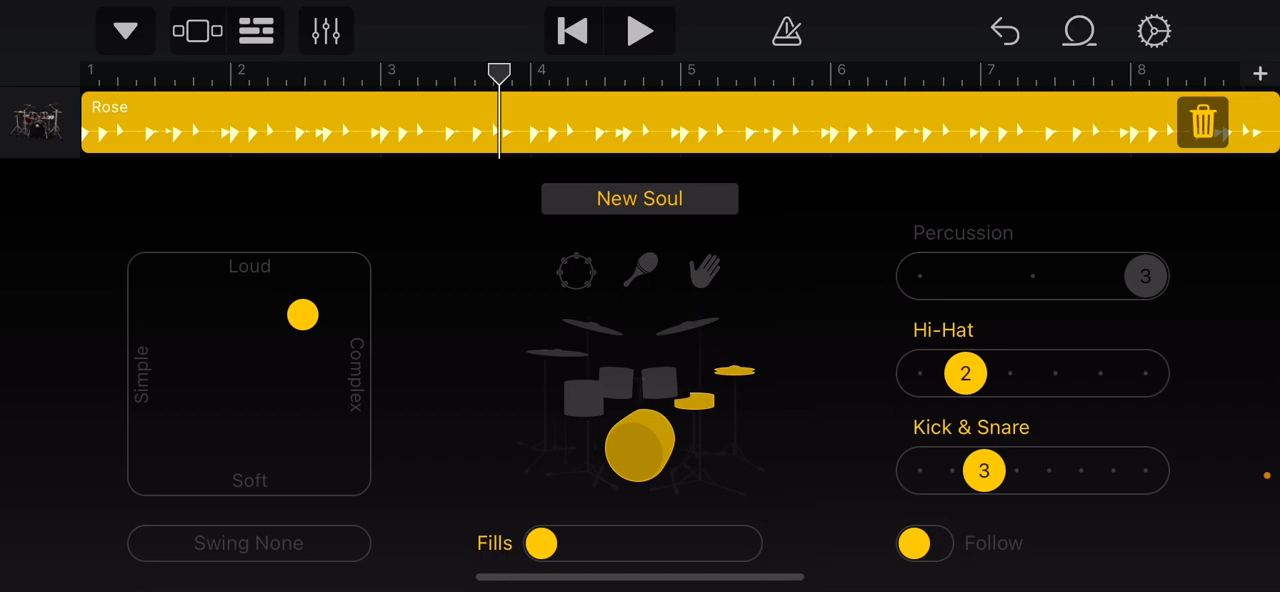 1 2 3 4 5 6 7 8
Rose
New Soul
Percussion
3
Loud
Simple
Complex
Soft
Hi-Hat
2
Kick & Snare
3
Swing None
Fills
Follow